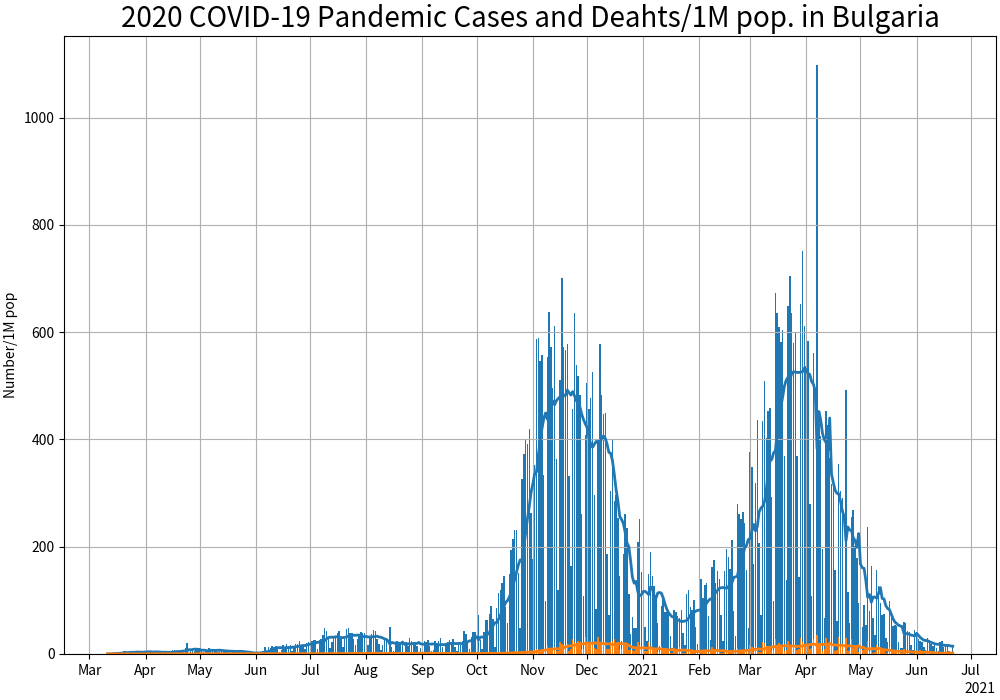 2020 COVID-19 Pandemic Cases and Deahts/1M pop. in Bulgaria
Number/1M pop
1000
800
600
400
200
0
Mar Apr May Jun Jul Aug Sep Oct Nov Dec 2021 Feb Mar Apr May Jun Jul
2021